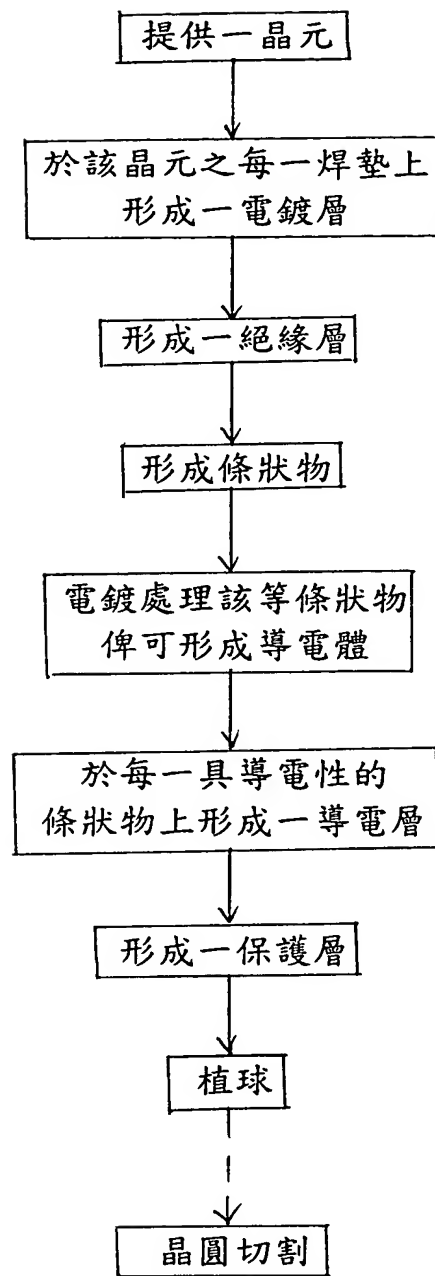 提供一晶元
於該晶元之每一焊墊上
形成一電鍍層
形成一絕緣層
形成條狀物
電鍍處理該等條狀物
俾可形成導電體
於每一具導電性的
條狀物上形成一導電層
形成一保護層
植球
晶圓切割